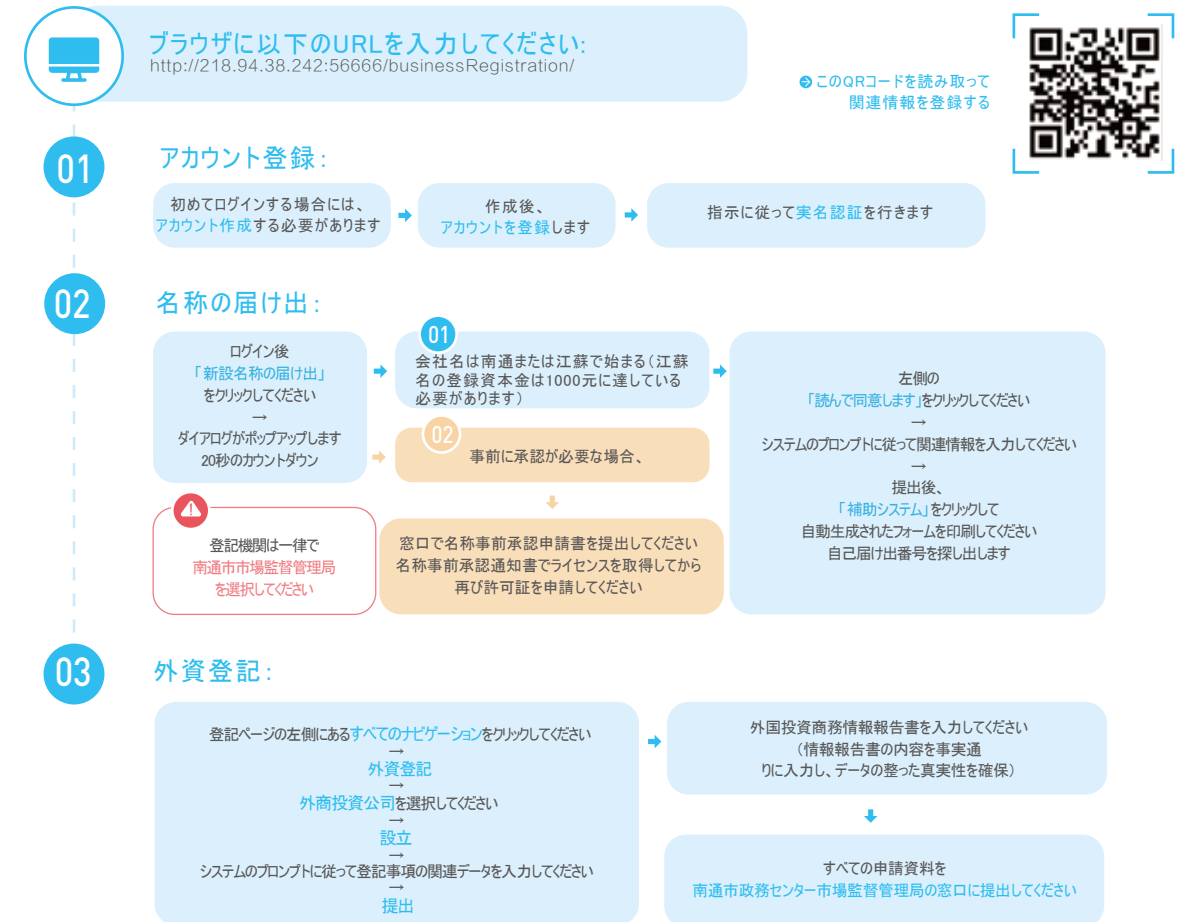 ブラウザに以下のURLを入力してください:
http://218.94.38.242:56666/businessRegistration/
このQRコードを読み取って
関連情報を登録する
01
アカウント登録:
初めてログインする場合には、
アカウント作成する必要があります
作成後、
アカウントを登録します
指示に従って実名認証を行きます
02
名称の届け出:
ログイン後
「新設名称の届け出」
をクリックしてください
→
ダイアログがポップアップします
20秒のカウントダウン
01
会社名は南通または江蘇で始まる(江蘇
名の登録資本金は1000元に達している
必要があります)
02
事前に承認が必要な場合、
窓口で名称事前承認申請書を提出してください
名称事前承認通知書でライセンスを取得してから
再び許可証を申請してください
左側の
「読んで同意します」をクリックしてください
→
システムのプロンプトに従って関連情報を入力してください
→
提出後、
「補助システム」をクリックして
自動生成されたフォームを印刷してください
自己届け出番号を探し出します
登記機関は一律で
南通市市場監督管理局
を選択してください
03
外資登記:
登記ページの左側にあるすべてのナビゲーションをクリックしてください
→
外資登記
→
外商投資公司を選択してください
→
設立
→
システムのプロンプトに従って登記事項の関連データを入力してください
→
提出
外国投資商務情報報告書を入力してください
(情報報告書の内容を事実通
りに入力し、データの整った真実性を確保)
すべての申請資料を
南通市政務センター市場監督管理局の窓口に提出してください